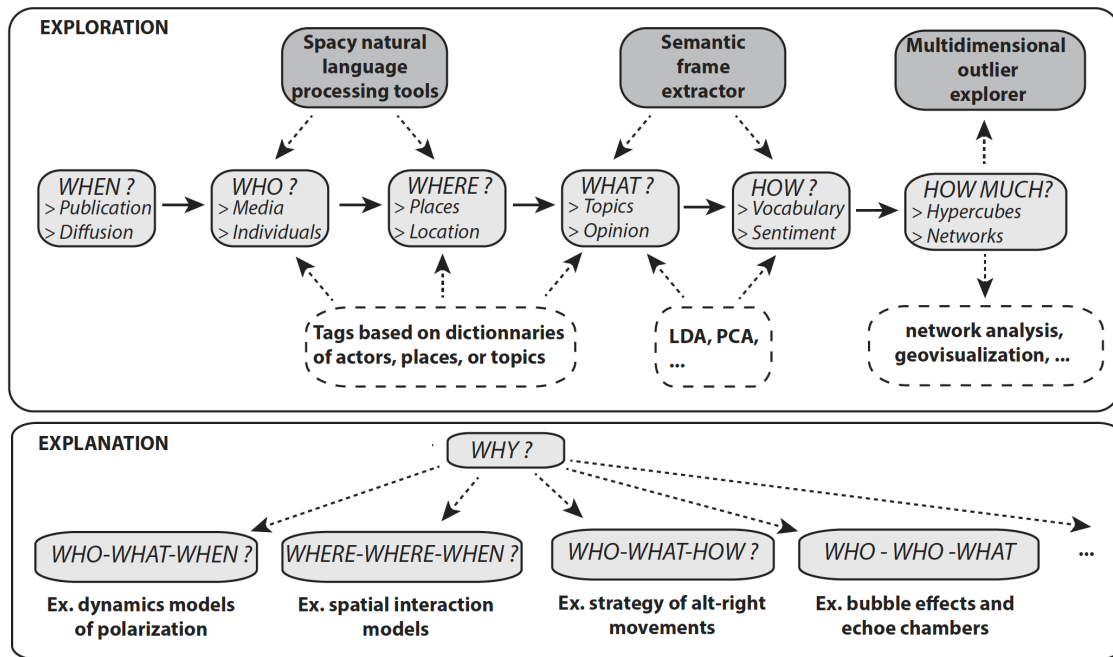 EXPLORATION
Spacy natural
language
processing tools
Semantic
frame
extractor
Multidimensional
outlier
explorer
WHEN ?
> Publication
> Diffusion
WHO ?
> Media
> Individuals
WHERE ?
> Places
> Location
WHAT ?
> Topics
> Opinion
HOW ?
> Vocabulary
> Sentiment
HOW MUCH?
> Hypercubes
> Networks
Tags based on dictionnaries
of actors, places, or topics
LDA, PCA,
...
network analysis,
geovisualization, ...
EXPLANATION
WHY ?
WHO-WHAT-WHEN ?
Ex. dynamics models
of polarization
WHERE-WHERE-WHEN ?
Ex. spatial interaction
models
WHO-WHAT-HOW ?
Ex. strategy of alt-right
movements
WHO - WHO -WHAT
Ex. bubble effects and
echoe chambers
...